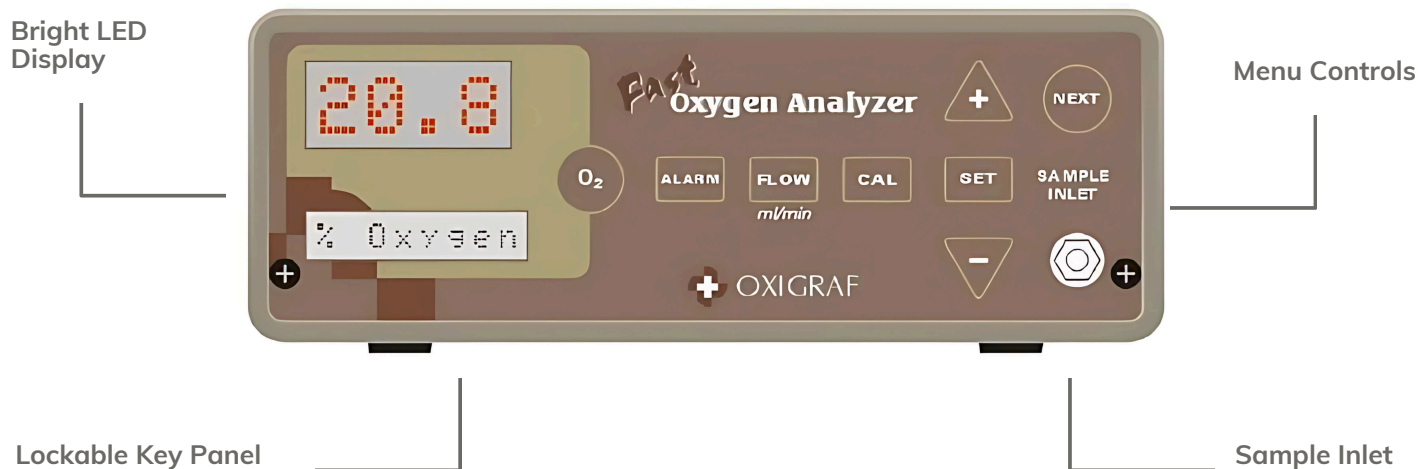 Bright LED
Display
Menu Controls
20.8
Fast
Oxygen Analyzer
+
NEXT
O₂
ALARM
FLOW
CAL
SET
SAMPLE
INLET
ml/min
% Oxygen
OXIGRAF
-
Lockable Key Panel
Sample Inlet